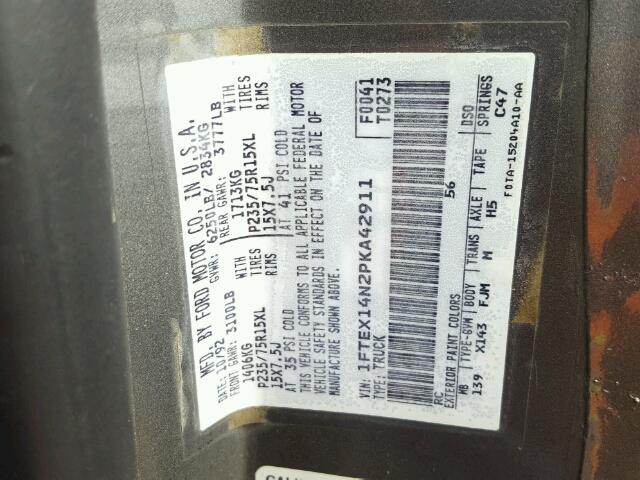 MFD. BY FORD MOTOR CO. IN U.S.A.
DATE: 10/92 GVWR: 6250LB/ 2834KG
FRONT GAWR: 3100LB REAR GAWR: 3777LB
1406KG WITH 1713KG WITH
P235/75R15XL TIRES P235/75R15XL TIRES
15X7.5J RIMS 15X7.5J RIMS
AT 35 PSI COLD AT 41 PSI COLD
THIS VEHICLE CONFORMS TO ALL APPLICABLE FEDERAL MOTOR
VEHICLE SAFETY STANDARDS IN EFFECT ON THE DATE OF
MANUFACTURE SHOWN ABOVE.
VIN: 1FTEX14N2PKA42911 F0041
TYPE: TRUCK T0273
RC 56 DSO
EXTERIOR PAINT COLORS
WB TYPE-GVM BODY TRANS AXLE TAPE SPRINGS
139 X143 FJM M H5 C47
F0TA-15204A10-AA